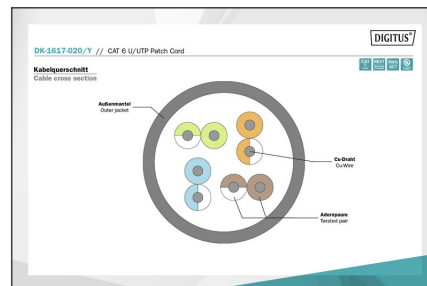 DIGITUS®
DK-1617-020/Y // CAT 6 U/UTP Patch Cord
Kabelquerschnitt
Cable cross section
Außenmantel
Outer jacket
Cu-Draht
Cu-Wire
Adernpaare
Twisted pair